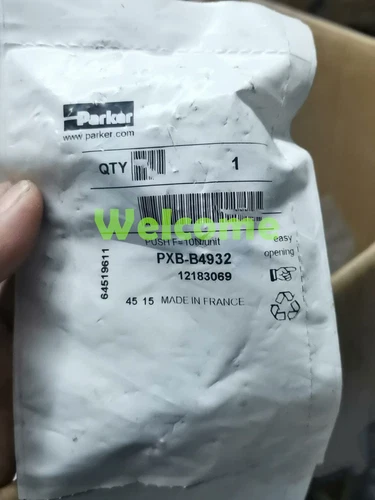 Parker
www.parker.com
QTY 1
Welcome
PUSH F=10N/unit
PXB-B4932
12183069
easy
opening
64519611
45 15 MADE IN FRANCE